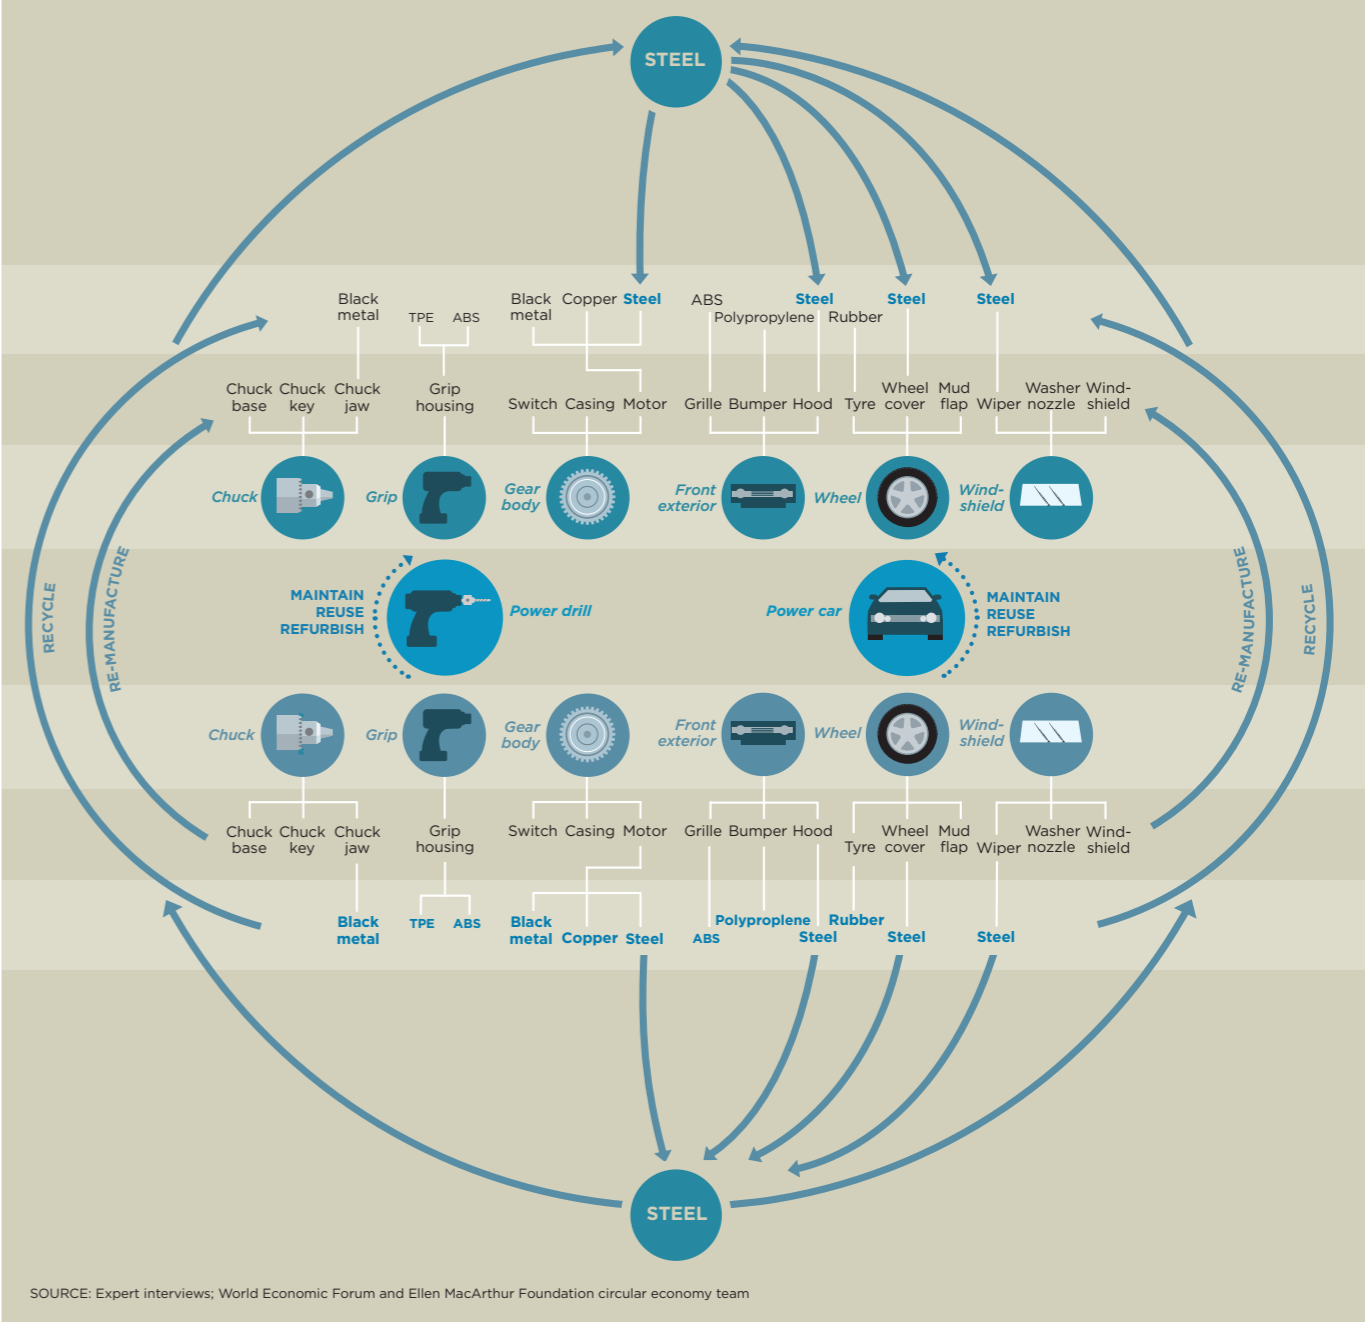 STEEL
Black
metal
TPE
ABS
Black
metal
Copper
Steel
ABS
Polypropylene
Steel
Rubber
Steel
Steel
Chuck
base
Chuck
key
Chuck
jaw
Grip
housing
Switch
Casing
Motor
Grille
Bumper
Hood
Tyre
Wheel
cover
Mud
flap
Wiper
Washer
nozzle
Wind-
shield
Chuck
Grip
Gear
body
Front
exterior
Wheel
Wind-
shield
RECYCLE
RE-MANUFACTURE
MAINTAIN
REUSE
REFURBISH
Power drill
Power car
MAINTAIN
REUSE
REFURBISH
RE-MANUFACTURE
RECYCLE
Chuck
Grip
Gear
body
Front
exterior
Wheel
Wind-
shield
Chuck
base
Chuck
key
Chuck
jaw
Grip
housing
Switch
Casing
Motor
Grille
Bumper
Hood
Tyre
Wheel
cover
Mud
flap
Wiper
Washer
nozzle
Wind-
shield
Black
metal
TPE
ABS
Black
metal
Copper
Steel
ABS
Polyproplene
Steel
Rubber
Steel
Steel
STEEL
SOURCE: Expert interviews; World Economic Forum and Ellen MacArthur Foundation circular economy team